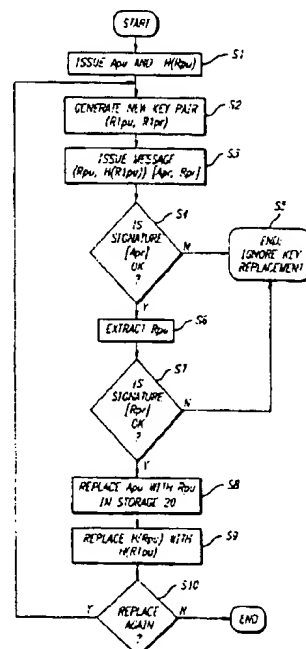 START
S1
ISSUE Apu AND H(Rpu)
S2
GENERATE NEW KEY PAIR
(R1pu, R1pr)
S3
ISSUE MESSAGE
(Rpu, H(R1pu)) [Apr, Rpr]
S4
IS
SIGNATURE
[Apr]
OK
?
N
Y
S5
END:
IGNORE KEY
REPLACEMENT
S6
EXTRACT Rpu
S7
IS
SIGNATURE
[Rpr]
OK
?
N
Y
S8
REPLACE Apu WITH Rpu
IN STORAGE 20
S9
REPLACE H(Rpu) WITH
H(R1pu)
S10
REPLACE
AGAIN
?
Y
N
END